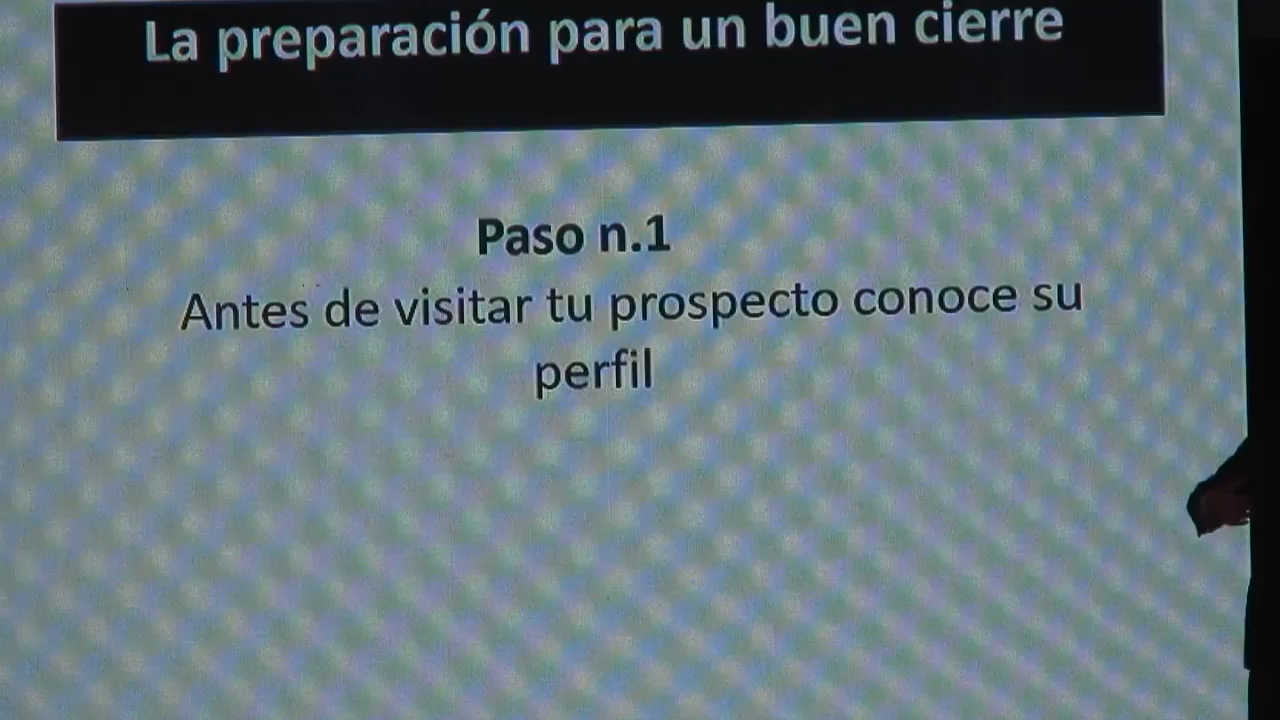 La preparación para un buen cierre
Paso n.1
Antes de visitar tu prospecto conoce su
perfil